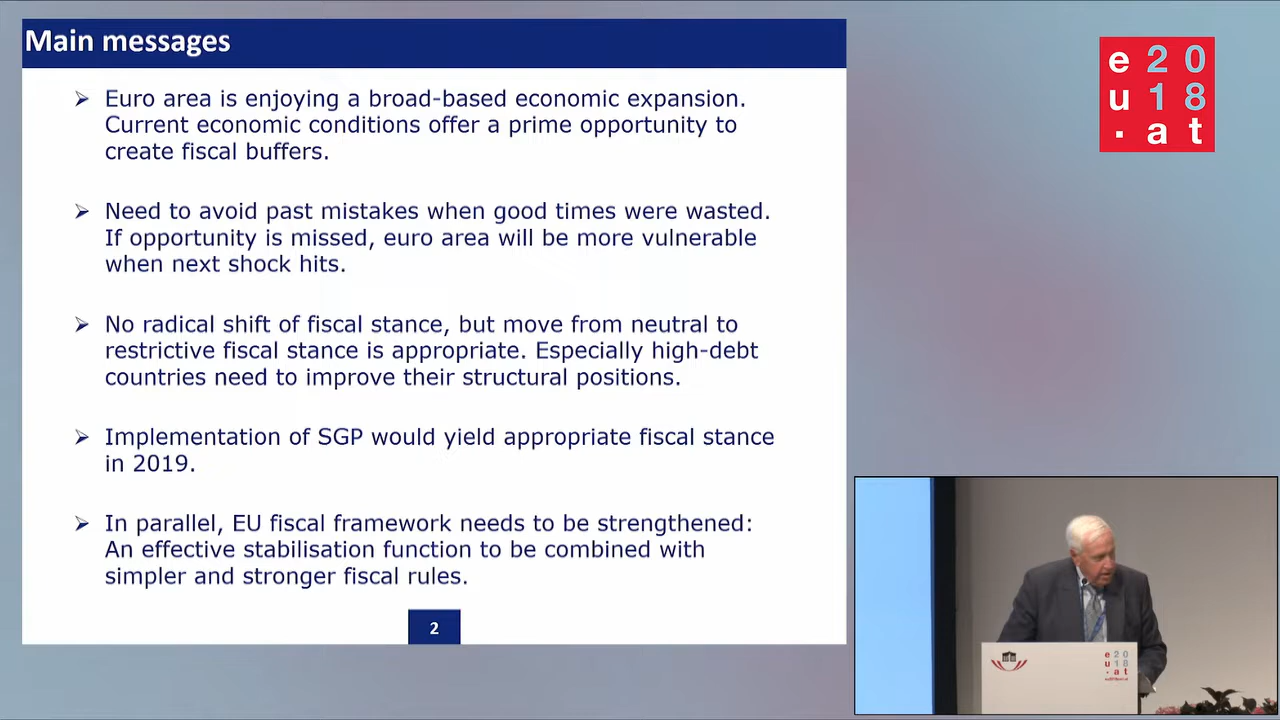 Main messages
Euro area is enjoying a broad-based economic expansion.
Current economic conditions offer a prime opportunity to
create fiscal buffers.
Need to avoid past mistakes when good times were wasted.
If opportunity is missed, euro area will be more vulnerable
when next shock hits.
No radical shift of fiscal stance, but move from neutral to
restrictive fiscal stance is appropriate. Especially high-debt
countries need to improve their structural positions.
Implementation of SGP would yield appropriate fiscal stance
in 2019.
In parallel, EU fiscal framework needs to be strengthened:
An effective stabilisation function to be combined with
simpler and stronger fiscal rules.
2
e 2 0
u 1 8
. a t
e 2 0
u 1 8
. a t